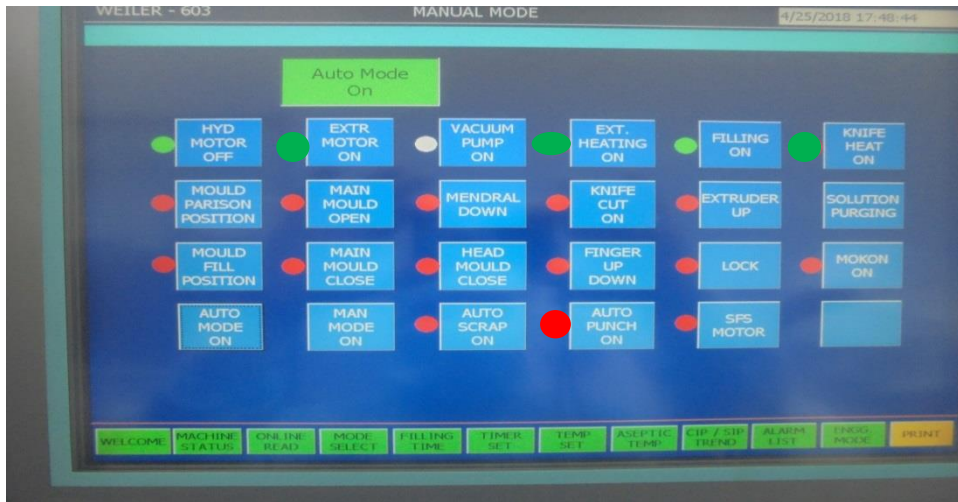 WEILER - 603
MANUAL MODE
4/25/2018 17:48:44
Auto Mode
On
HYD
MOTOR
OFF
EXTR
MOTOR
ON
VACUUM
PUMP
ON
EXT.
HEATING
ON
FILLING
ON
KNIFE
HEAT
ON
MOULD
PARISON
POSITION
MAIN
MOULD
OPEN
MENDRAL
DOWN
KNIFE
CUT
ON
EXTRUDER
UP
SOLUTION
PURGING
MOULD
FILL
POSITION
MAIN
MOULD
CLOSE
HEAD
MOULD
CLOSE
FINGER
UP
DOWN
LOCK
MOKON
ON
AUTO
MODE
ON
MAN
MODE
ON
AUTO
SCRAP
ON
AUTO
PUNCH
ON
SFS
MOTOR
WELCOME
MACHINE
STATUS
ONLINE
READ
MODE
SELECT
FILLING
TIME
TIMER
SET
TEMP
SET
ASEPTIC
TEMP
CIP / SIP
TREND
ALARM
LIST
ENGG.
MODE
PRINT